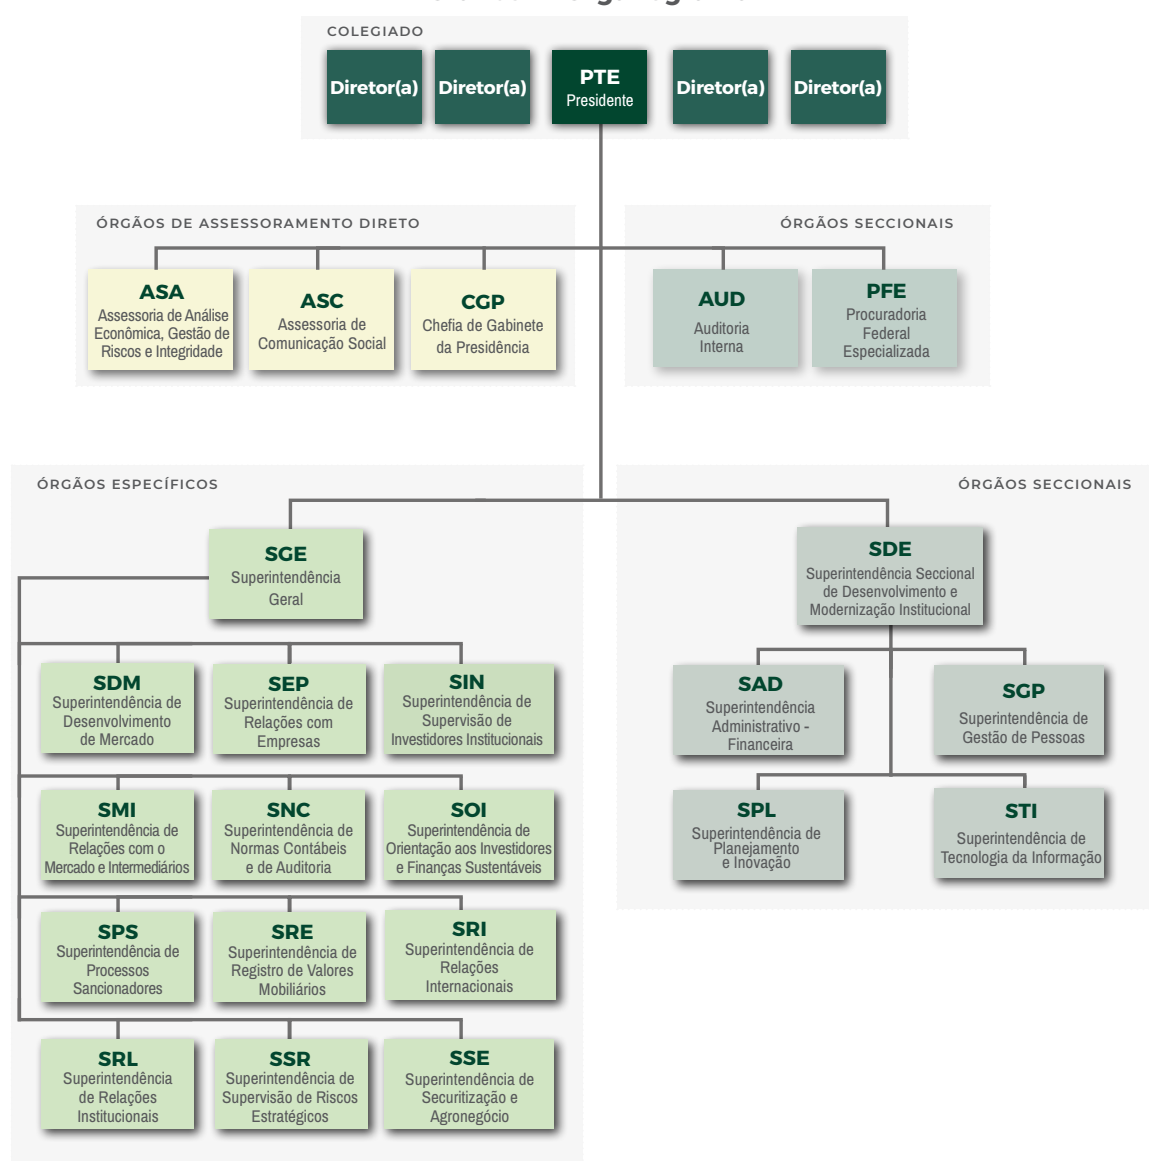 COLEGIADO
Diretor(a)
Diretor(a)
PTE
Presidente
Diretor(a)
Diretor(a)
ÓRGÃOS DE ASSESSORAMENTO DIRETO
ASA
Assessoria de Análise
Econômica, Gestão de
Riscos e Integridade
ASC
Assessoria de
Comunicação Social
CGP
Chefia de Gabinete
da Presidência
ÓRGÃOS SECCIONAIS
AUD
Auditoria
Interna
PFE
Procuradoria
Federal
Especializada
ÓRGÃOS ESPECÍFICOS
SGE
Superintendência
Geral
SDM
Superintendência de
Desenvolvimento
de Mercado
SEP
Superintendência de
Relações com
Empresas
SIN
Superintendência de
Supervisão de
Investidores Institucionais
SMI
Superintendência de
Relações com o
Mercado e Intermediários
SNC
Superintendência de
Normas Contábeis
e de Auditoria
SOI
Superintendência de
Orientação aos Investidores
e Finanças Sustentáveis
SPS
Superintendência de
Processos
Sancionadores
SRE
Superintendência de
Registro de Valores
Mobiliários
SRI
Superintendência de
Relações
Internacionais
SRL
Superintendência
de Relações
Institucionais
SSR
Superintendência de
Supervisão de Riscos
Estratégicos
SSE
Superintendência de
Securitização e
Agronegócio
ÓRGÃOS SECCIONAIS
SDE
Superintendência Seccional
de Desenvolvimento e
Modernização Institucional
SAD
Superintendência
Administrativo -
Financeira
SGP
Superintendência de
Gestão de Pessoas
SPL
Superintendência de
Planejamento
e Inovação
STI
Superintendência de
Tecnologia da Informação